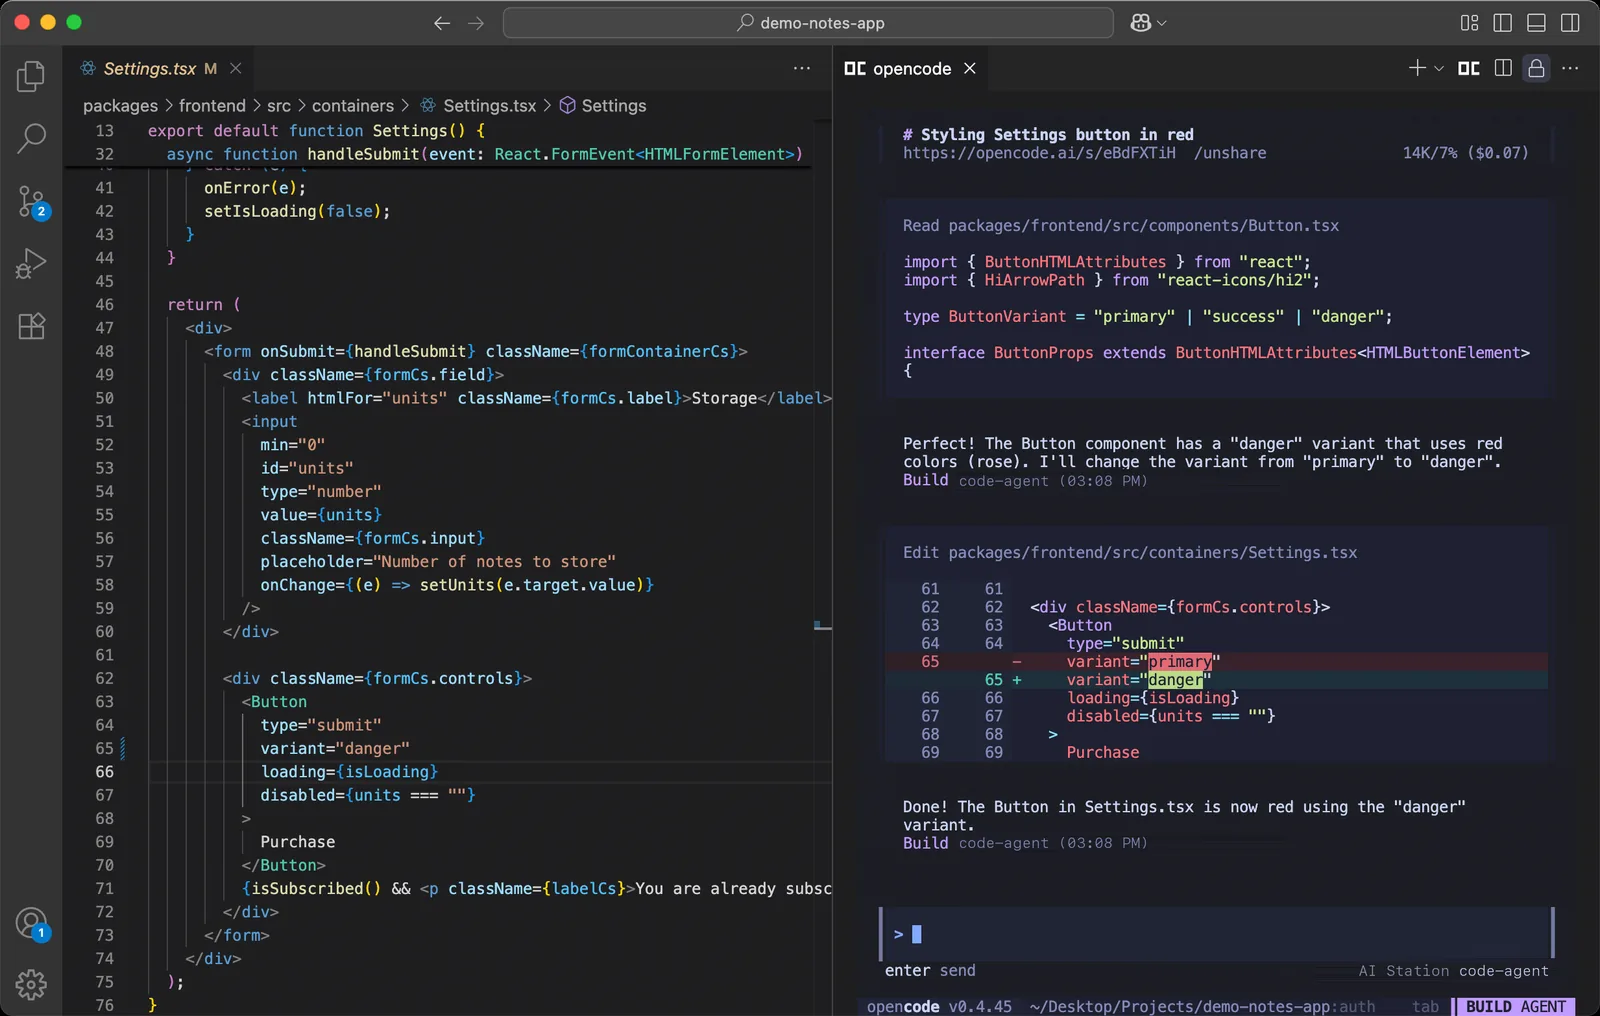 demo-notes-app
Settings.tsx M
packages > frontend > src > containers > Settings.tsx > Settings
13 export default function Settings() {
32 async function handleSubmit(event: React.FormEvent<HTMLFormElement>)
41 onError(e);
42 setIsLoading(false);
43 }
44 }
45
46 return (
47 <div>
48 <form onSubmit={handleSubmit} className={formContainerCs}>
49 <div className={formCs.field}>
50 <label htmlFor="units" className={formCs.label}>Storage</label>
51 <input
52 min="0"
53 id="units"
54 type="number"
55 value={units}
56 className={formCs.input}
57 placeholder="Number of notes to store"
58 onChange={(e) => setUnits(e.target.value)}
59 />
60 </div>
61
62 <div className={formCs.controls}>
63 <Button
64 type="submit"
65 variant="danger"
66 loading={isLoading}
67 disabled={units === ""}
68 >
69 Purchase
70 </Button>
71 {isSubscribed() && <p className={labelCs}>You are already subsc
72 </div>
73 </form>
74 </div>
75 );
76 }
2
1
opencode
# Styling Settings button in red
https://opencode.ai/s/eBdFXTiH /unshare 14K/7% ($0.07)
Read packages/frontend/src/components/Button.tsx
import { ButtonHTMLAttributes } from "react";
import { HiArrowPath } from "react-icons/hi2";
type ButtonVariant = "primary" | "success" | "danger";
interface ButtonProps extends ButtonHTMLAttributes<HTMLButtonElement>
{
Perfect! The Button component has a "danger" variant that uses red
colors (rose). I'll change the variant from "primary" to "danger".
Build code-agent (03:08 PM)
Edit packages/frontend/src/containers/Settings.tsx
61 61
62 62 <div className={formCs.controls}>
63 63 <Button
64 64 type="submit"
65 - variant="primary"
65 + variant="danger"
66 66 loading={isLoading}
67 67 disabled={units === ""}
68 68 >
69 69 Purchase
Done! The Button in Settings.tsx is now red using the "danger"
variant.
Build code-agent (03:08 PM)
>
enter send AI Station code-agent
opencode v0.4.45 ~/Desktop/Projects/demo-notes-app:auth tab BUILD AGENT